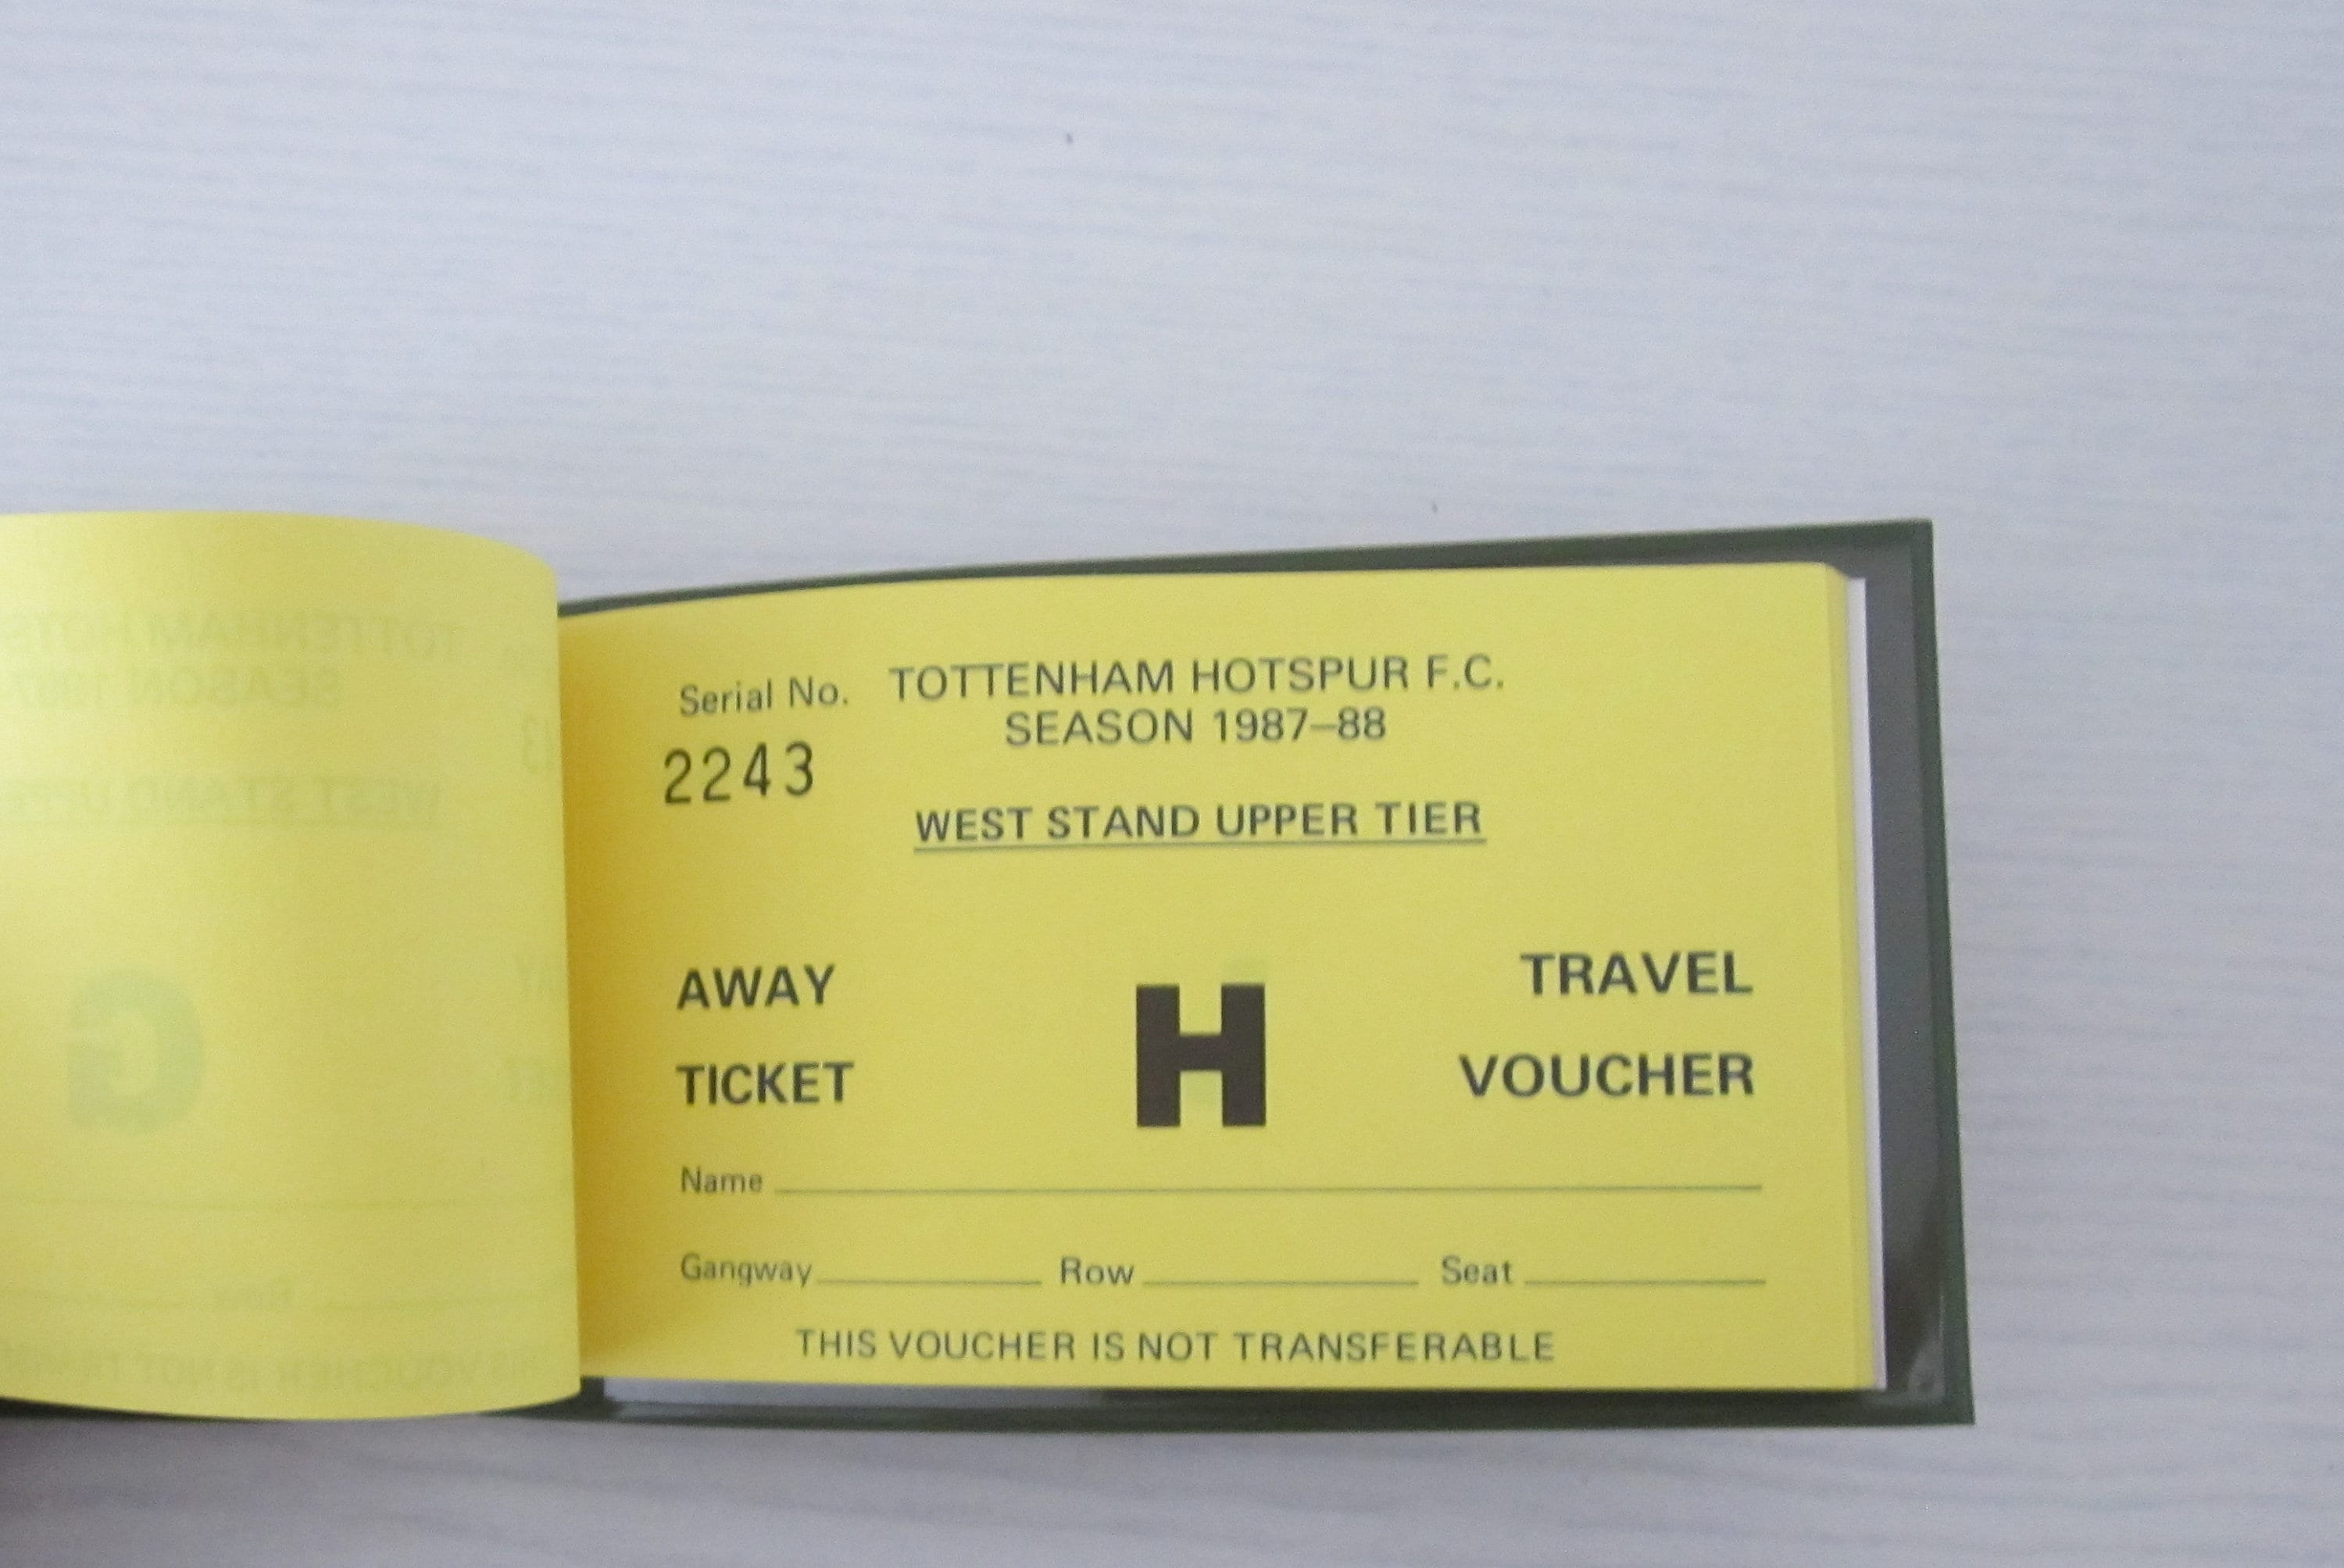 Serial No. TOTTENHAM HOTSPUR F.C.
SEASON 1987–88
2243
WEST STAND UPPER TIER
AWAY H TRAVEL
TICKET VOUCHER
Name
Gangway Row Seat
THIS VOUCHER IS NOT TRANSFERABLE